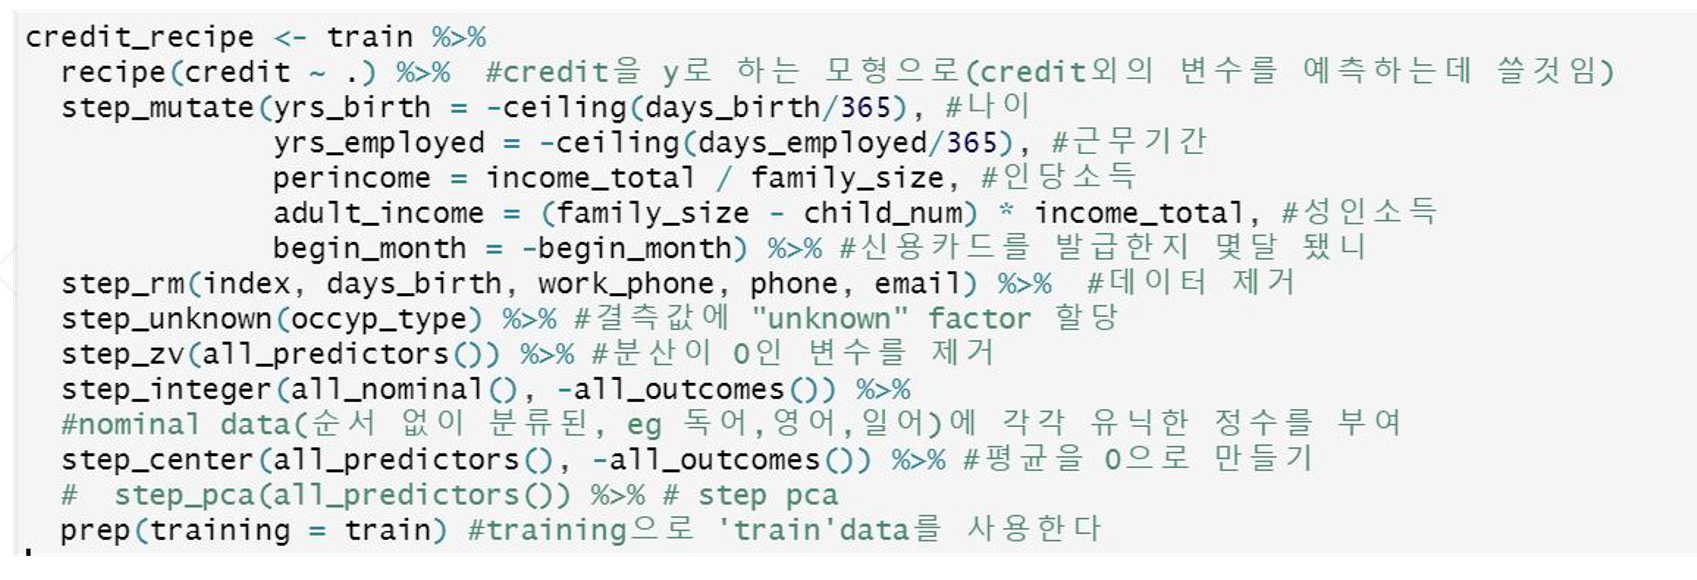 credit_recipe <- train %>%
  recipe(credit ~ .) %>%  #credit을 y로 하는 모형으로(credit외의 변수를 예측하는데 쓸것임)
  step_mutate(yrs_birth = -ceiling(days_birth/365), #나이
              yrs_employed = -ceiling(days_employed/365), #근무기간
              perincome = income_total / family_size, #인당소득
              adult_income = (family_size - child_num) * income_total, #성인소득
              begin_month = -begin_month) %>% #신용카드를 발급한지 몇달 됐니
  step_rm(index, days_birth, work_phone, phone, email) %>%  #데이터 제거
  step_unknown(occyp_type) %>% #결측값에 "unknown" factor 할당
  step_zv(all_predictors()) %>% #분산이 0인 변수를 제거
  step_integer(all_nominal(), -all_outcomes()) %>%
  #nominal data(순서 없이 분류된, eg 독어,영어,일어)에 각각 유닉한 정수를 부여
  step_center(all_predictors(), -all_outcomes()) %>% #평균을 0으로 만들기
  #  step_pca(all_predictors()) %>% # step pca
  prep(training = train) #training으로 'train'data를 사용한다